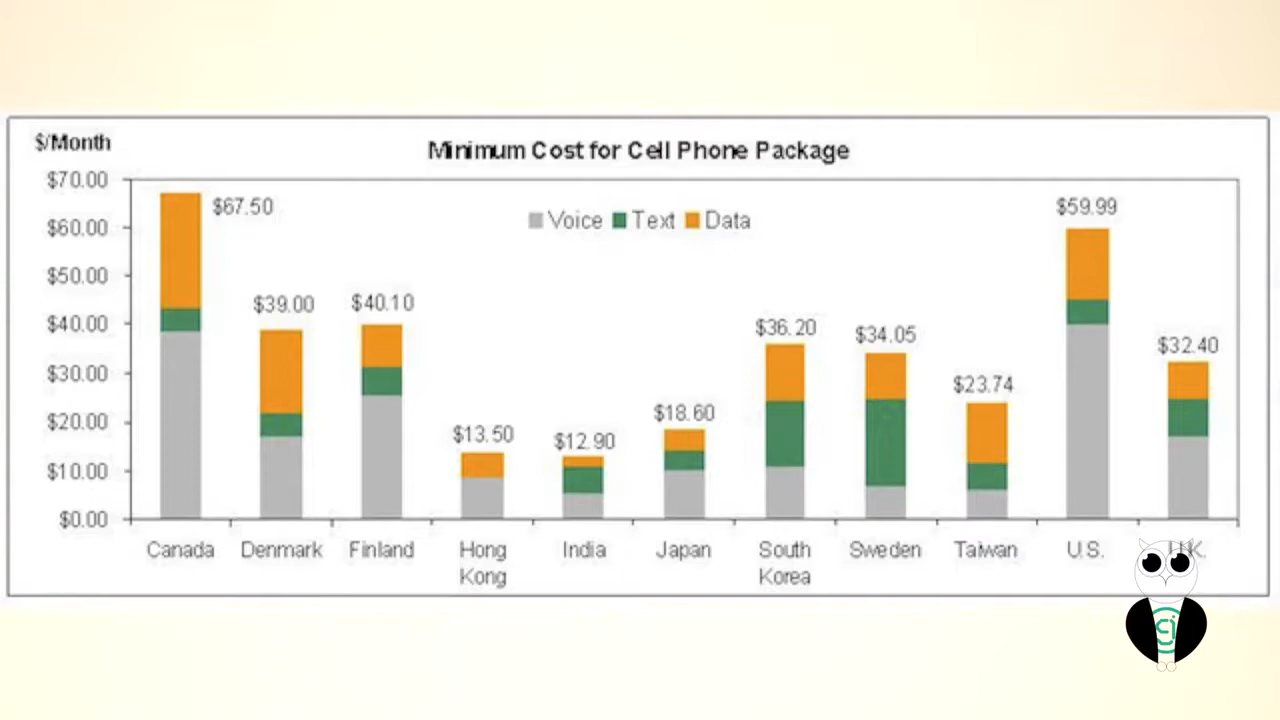 $/Month
Minimum Cost for Cell Phone Package
$70.00
$60.00
$50.00
$40.00
$30.00
$20.00
$10.00
$0.00
Voice Text Data
$67.50
$39.00
$40.10
$13.50
$12.90
$18.60
$36.20
$34.05
$23.74
$59.99
$32.40
Canada
Denmark
Finland
Hong
Kong
India
Japan
South
Korea
Sweden
Taiwan
U.S.
U.K.